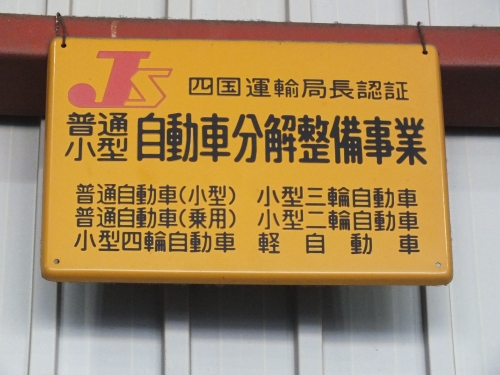 JS 四国運輸局長認証
普通
小型 自動車分解整備事業
普通自動車(小型) 小型三輪自動車
普通自動車(乗用) 小型二輪自動車
小型四輪自動車 軽自動車